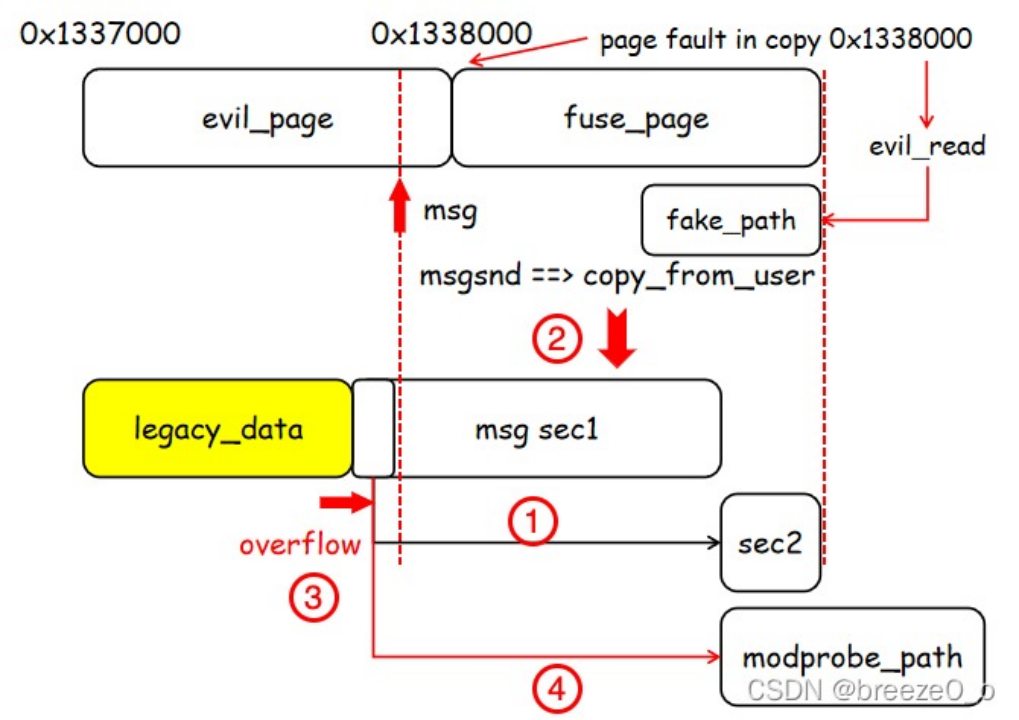 0x1337000
0x1338000
page fault in copy 0x1338000
evil_page
fuse_page
evil_read
msg
fake_path
msgsnd ==> copy_from_user
②
legacy_data
msg sec1
①
overflow
sec2
③
modprobe_path
④
CSDN @breezeO_o